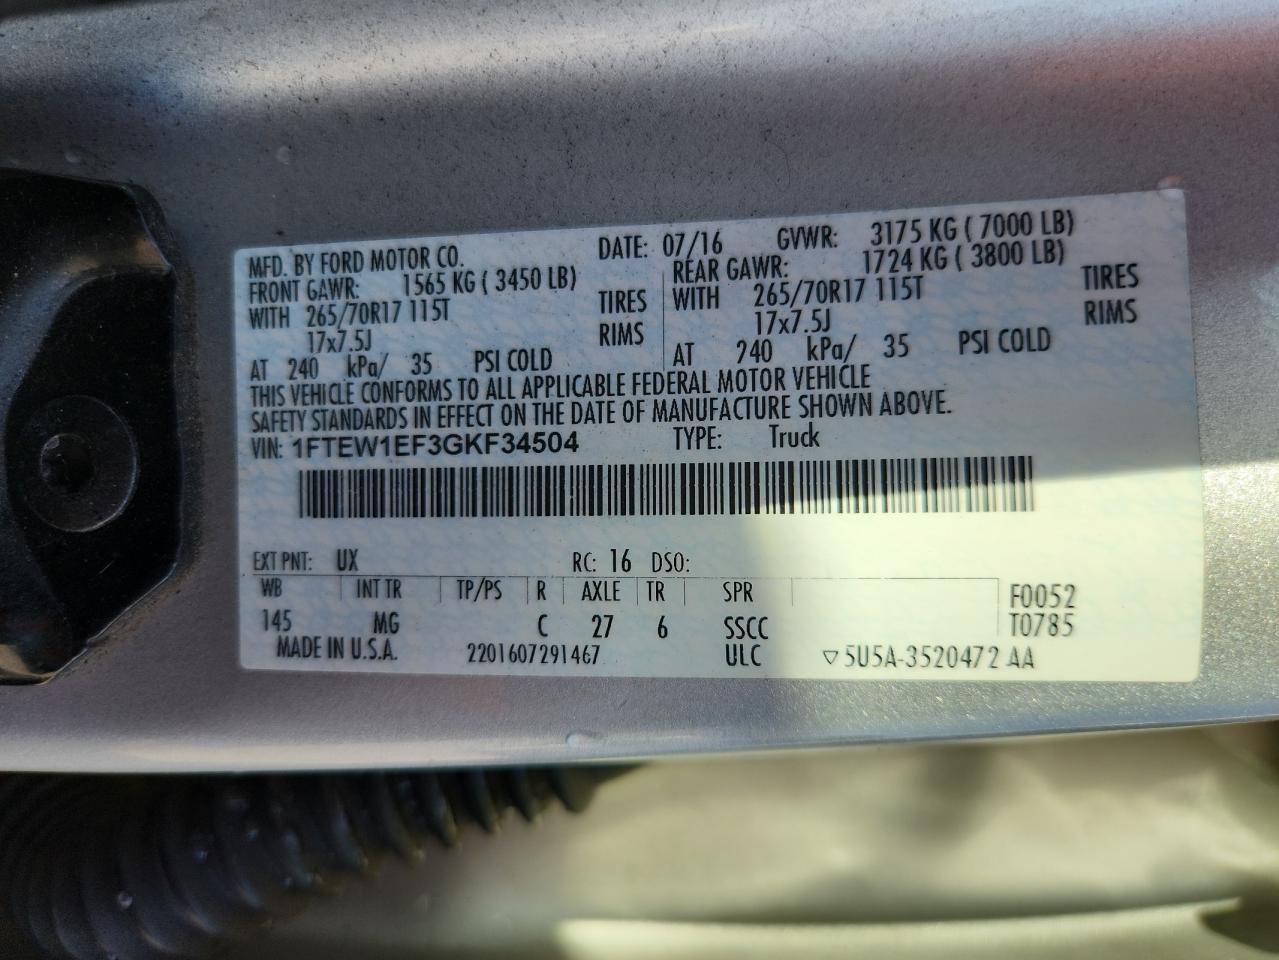 MFD. BY FORD MOTOR CO. DATE: 07/16 GVWR: 3175 KG ( 7000 LB)
FRONT GAWR: 1565 KG ( 3450 LB) REAR GAWR: 1724 KG ( 3800 LB)
WITH 265/70R17 115T TIRES WITH 265/70R17 115T TIRES
17x7.5J RIMS 17x7.5J RIMS
AT 240 kPa/ 35 PSI COLD AT 240 kPa/ 35 PSI COLD
THIS VEHICLE CONFORMS TO ALL APPLICABLE FEDERAL MOTOR VEHICLE
SAFETY STANDARDS IN EFFECT ON THE DATE OF MANUFACTURE SHOWN ABOVE.
VIN: 1FTEW1EF3GKF34504 TYPE: Truck
EXT PNT: UX RC: 16 DSO:
WB INT TR TP/PS R AXLE TR SPR F0052
145 MG C 27 6 SSCC T0785
MADE IN U.S.A. 2201607291467 ULC ▽5U5A-3520472 AA